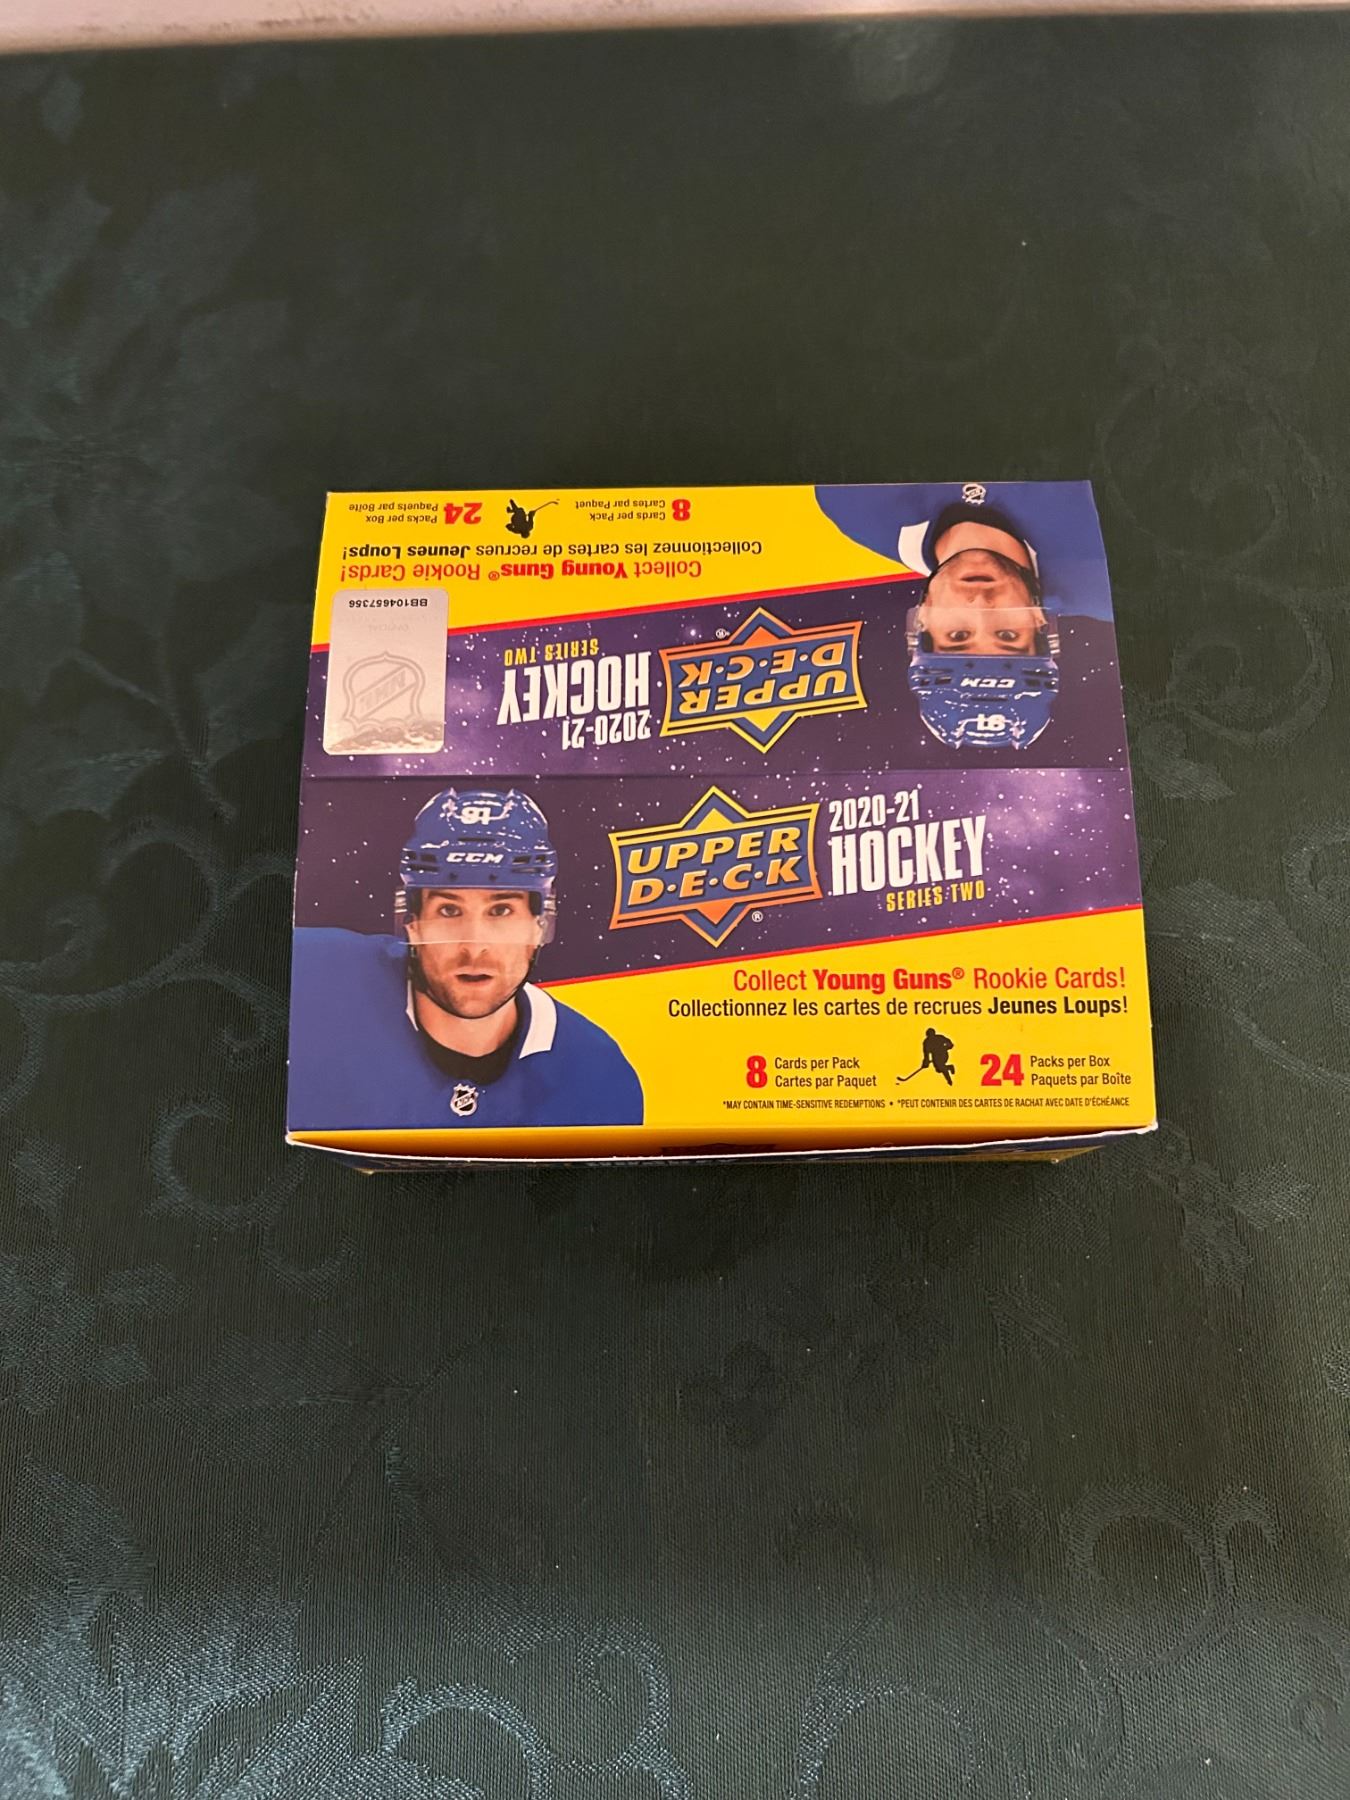 8 Cards per Pack
Cartes par Paquet
24 Packs per Box
Paquets par Boîte
Collectionnez les cartes de recrues Jeunes Loups!
Collect Young Guns® Rookie Cards!
BB104657356
OFFICIAL
NHL
UPPER
D·E·C·K
®
2020-21
HOCKEY
SERIES TWO
CCM
91
91
CCM
UPPER
D·E·C·K
®
2020-21
HOCKEY
SERIES TWO
Collect Young Guns® Rookie Cards!
Collectionnez les cartes de recrues Jeunes Loups!
8 Cards per Pack
Cartes par Paquet
24 Packs per Box
Paquets par Boîte
*MAY CONTAIN TIME-SENSITIVE REDEMPTIONS • *PEUT CONTENIR DES CARTES DE RACHAT AVEC DATE D'ÉCHÉANCE